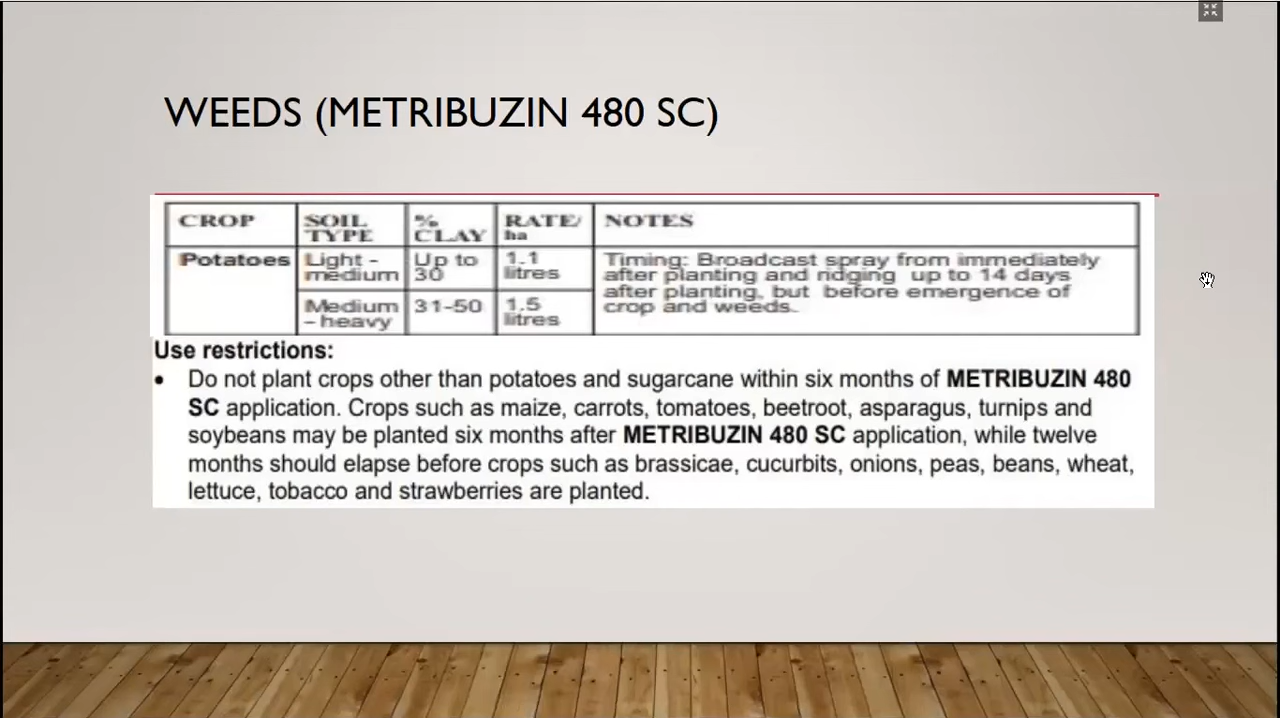 WEEDS (METRIBUZIN 480 SC)
CROP SOIL TYPE % CLAY RATE/ ha NOTES
Potatoes Light - medium Up to 30 1.1 litres Timing: Broadcast spray from immediately
after planting and ridging up to 14 days
after planting, but before emergence of
crop and weeds.
Medium - heavy 31-50 1.5 litres
Use restrictions:
• Do not plant crops other than potatoes and sugarcane within six months of METRIBUZIN 480
SC application. Crops such as maize, carrots, tomatoes, beetroot, asparagus, turnips and
soybeans may be planted six months after METRIBUZIN 480 SC application, while twelve
months should elapse before crops such as brassicae, cucurbits, onions, peas, beans, wheat,
lettuce, tobacco and strawberries are planted.